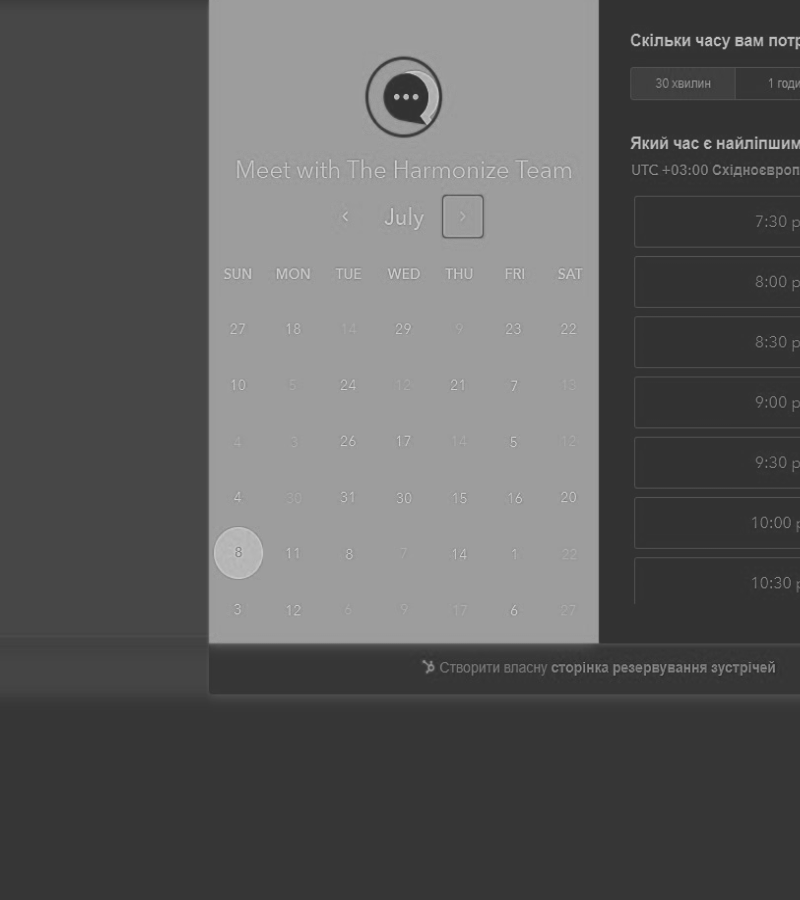 Meet with The Harmonize Team
July
SUN MON TUE WED THU FRI SAT
27 18 14 29 9 23 22
10 5 24 12 21 7 13
4 3 26 17 14 5 12
4 30 31 30 15 16 20
8 11 8 7 14 1 22
3 12 6 9 17 6 27
Скільки часу вам
30 хвилин 1
Який час є
UTC +03:00
7:30
8:00
8:30
9:00
9:30
10:00
10:30
Створити власну сторінка резервування зустрічей